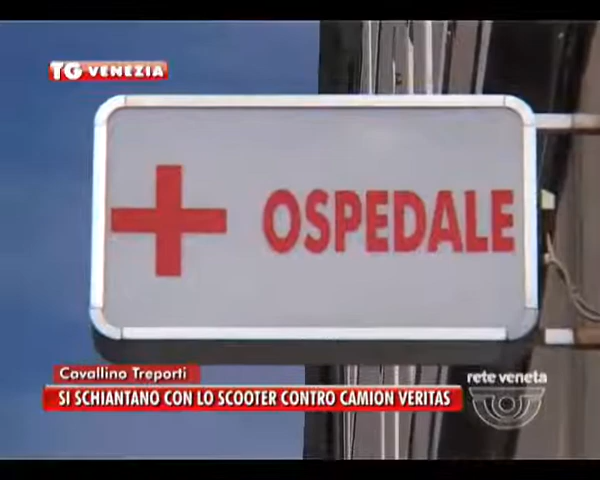 TG VENEZIA
OSPEDALE
Cavallino Treporti
SI SCHIANTANO CON LO SCOOTER CONTRO CAMION VERITAS
rete veneta